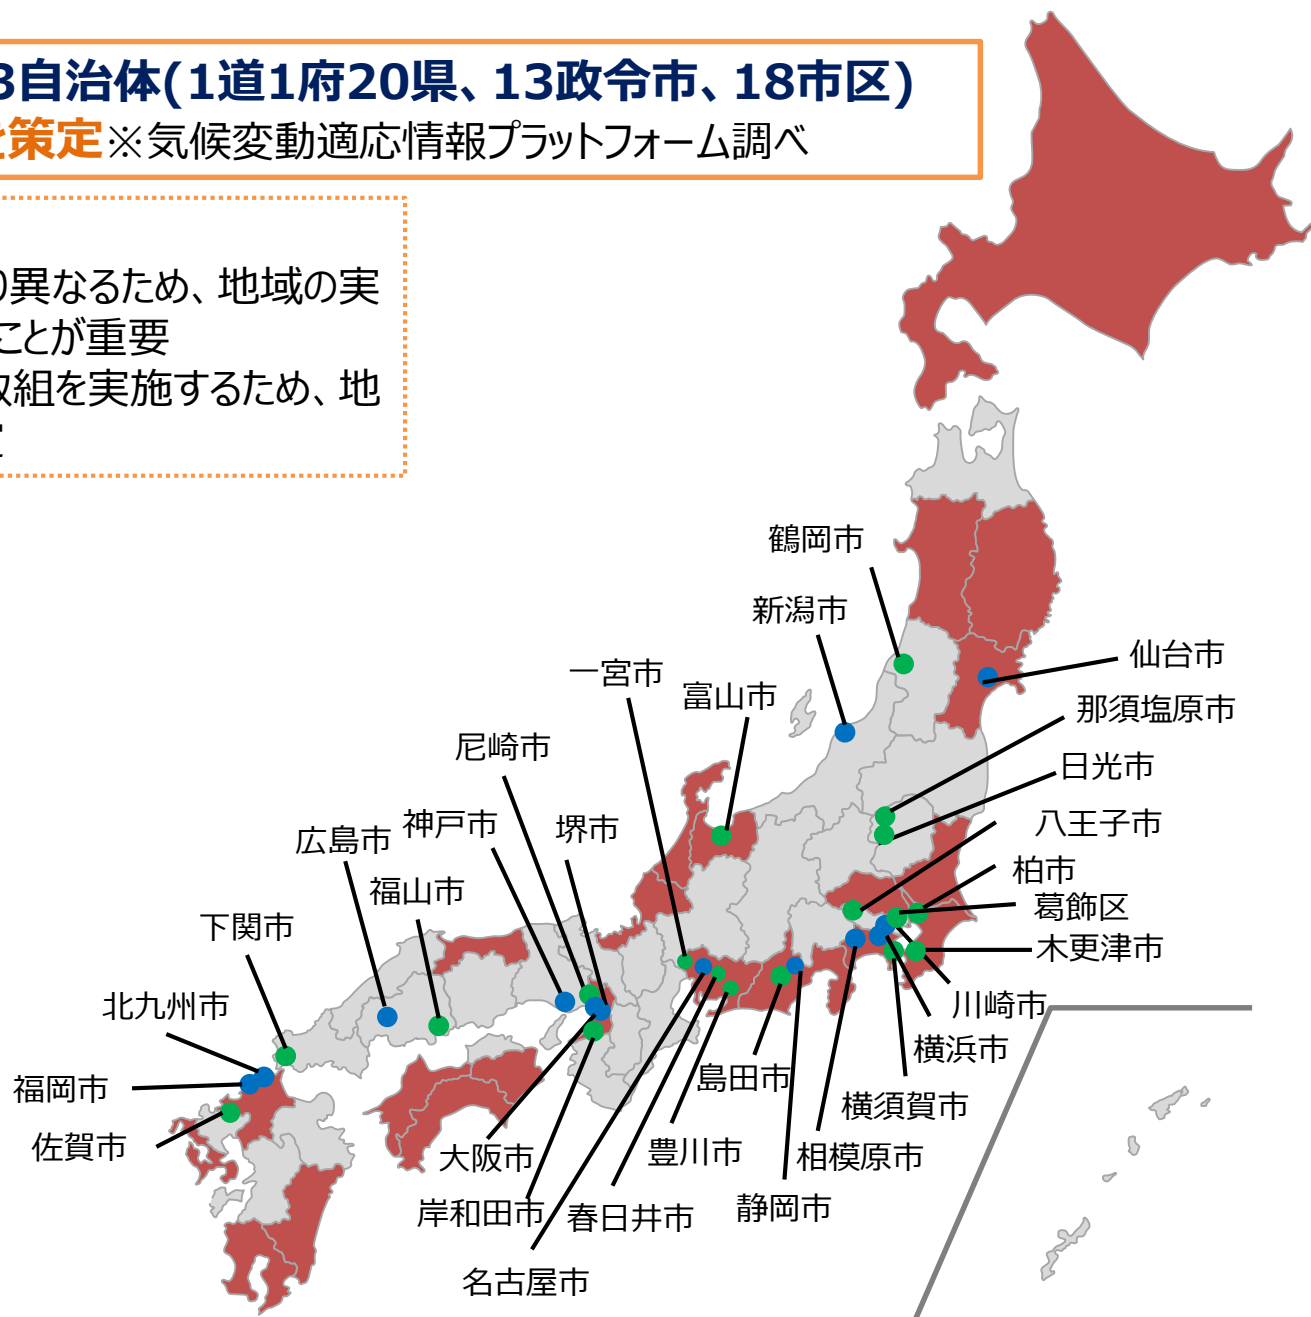 3自治体(1道1府20県、13政令市、18市区)
策定※気候変動適応情報プラットフォーム調べ
異なるため、地域の実
ことが重要
取組を実施するため、地
鶴岡市
新潟市
仙台市
一宮市
富山市
那須塩原市
尼崎市
日光市
広島市
神戸市
堺市
八王子市
福山市
柏市
下関市
葛飾区
木更津市
北九州市
川崎市
横浜市
福岡市
島田市
横須賀市
佐賀市
大阪市
豊川市
相模原市
岸和田市
春日井市
静岡市
名古屋市